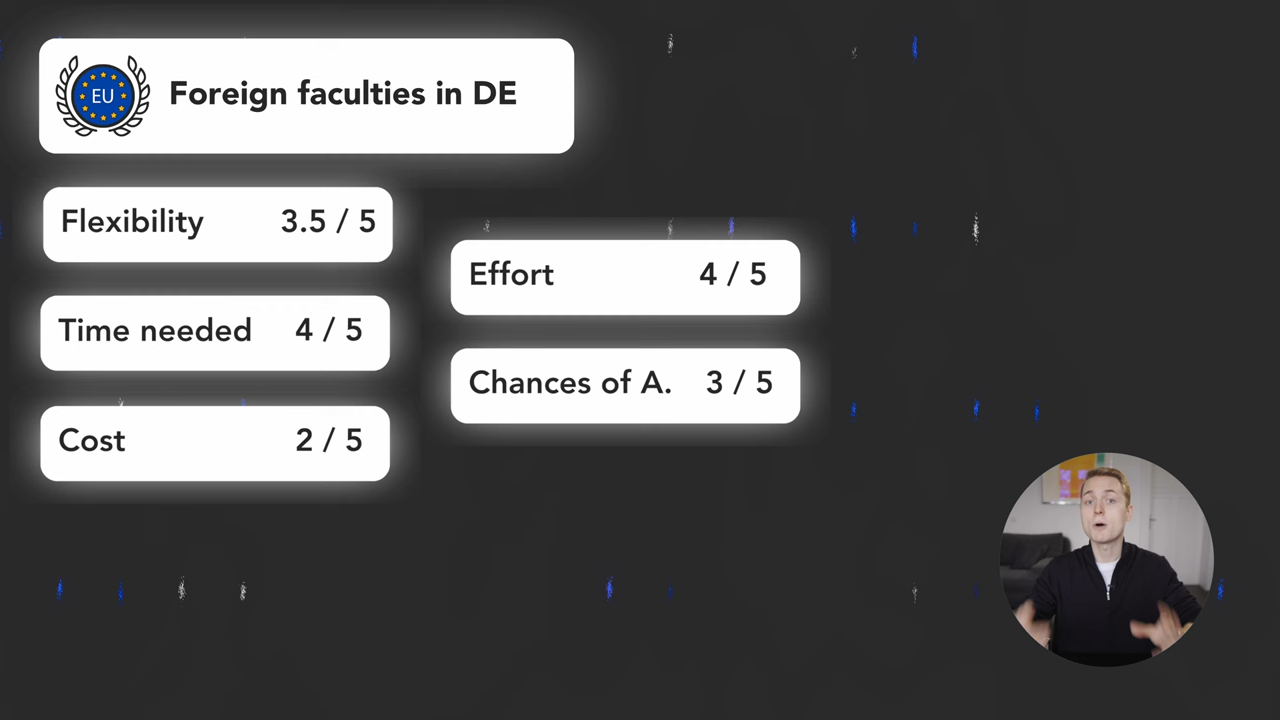 EU
Foreign faculties in DE
Flexibility 3.5 / 5
Time needed 4 / 5
Cost 2 / 5
Effort 4 / 5
Chances of A. 3 / 5